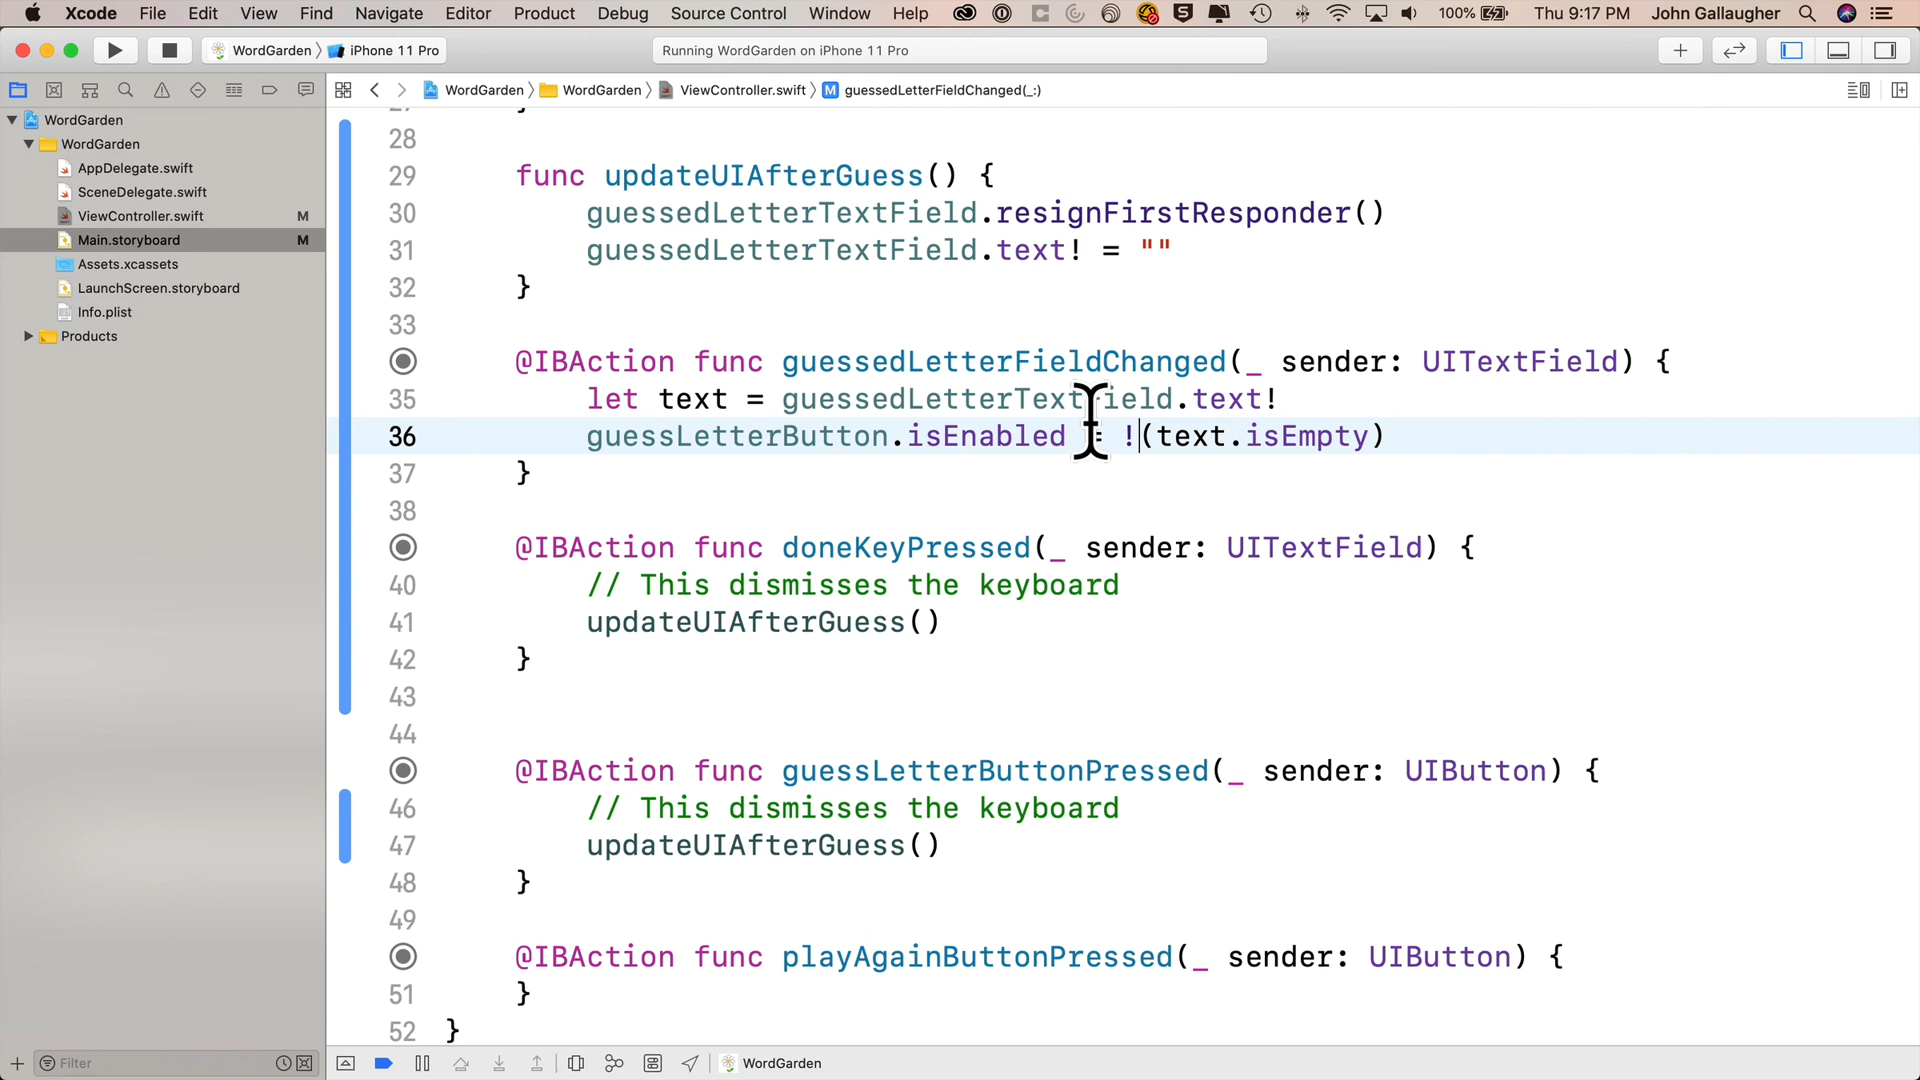 Xcode File Edit View Find Navigate Editor Product Debug Source Control Window Help 100% Thu 9:17 PM John Gallaugher
WordGarden iPhone 11 Pro Running WordGarden on iPhone 11 Pro
WordGarden WordGarden ViewController.swift M guessedLetterFieldChanged(_:)
WordGarden
WordGarden
AppDelegate.swift
SceneDelegate.swift
ViewController.swift M
Main.storyboard M
Assets.xcassets
LaunchScreen.storyboard
Info.plist
Products
27 }
28
29 func updateUIAfterGuess() {
30 guessedLetterTextField.resignFirstResponder()
31 guessedLetterTextField.text! = ""
32 }
33
@IBAction func guessedLetterFieldChanged(_ sender: UITextField) {
35 let text = guessedLetterTextField.text!
36 guessLetterButton.isEnabled = !(text.isEmpty)
37 }
38
@IBAction func doneKeyPressed(_ sender: UITextField) {
40 // This dismisses the keyboard
41 updateUIAfterGuess()
42 }
43
44
@IBAction func guessLetterButtonPressed(_ sender: UIButton) {
46 // This dismisses the keyboard
47 updateUIAfterGuess()
48 }
49
@IBAction func playAgainButtonPressed(_ sender: UIButton) {
51 }
52 }
Filter WordGarden